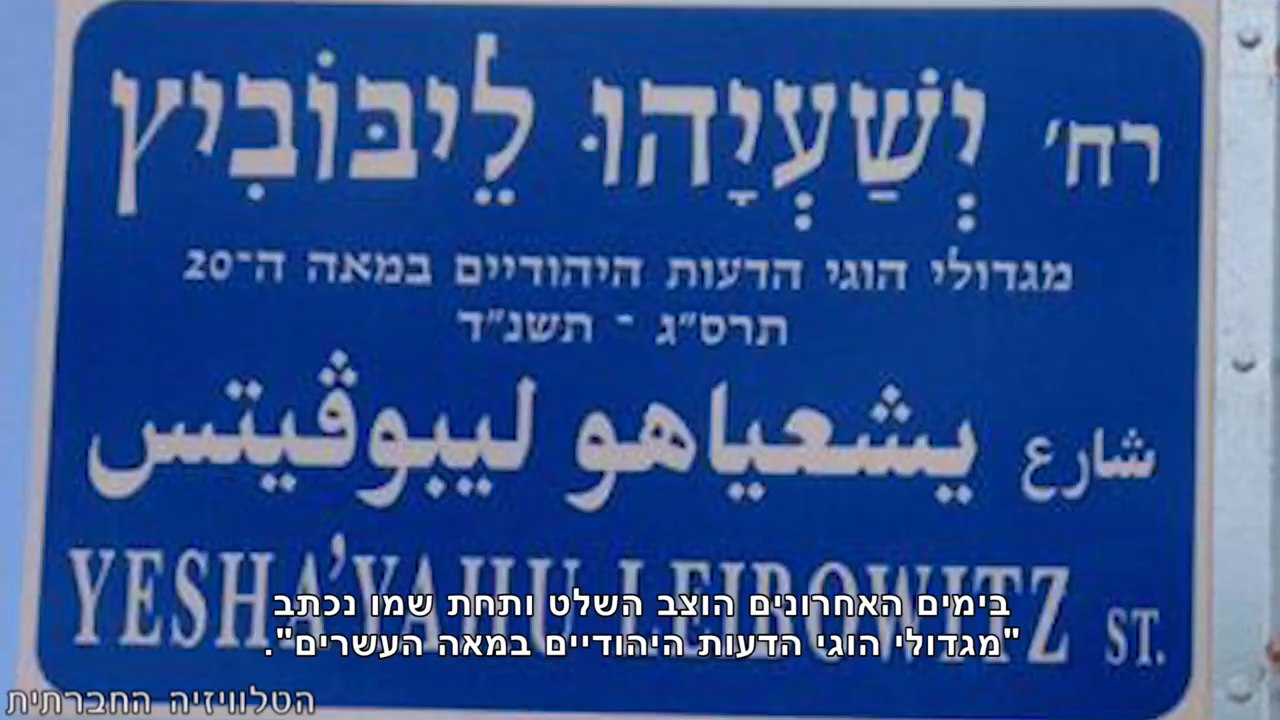 רח' יְשַׁעְיָהוּ לֵיבּוֹבִיץ
מגדולי הוגי הדעות היהודיים במאה ה־20
תרס"ג - תשנ"ד
شارع يشعياهو ليبوڤيتس
YESHA'YAHU LEIBOWITZ ST.
בימים האחרונים הוצב השלט ותחת שמו נכתב
"מגדולי הוגי הדעות היהודיים במאה העשרים".
הטלוויזיה החברתית